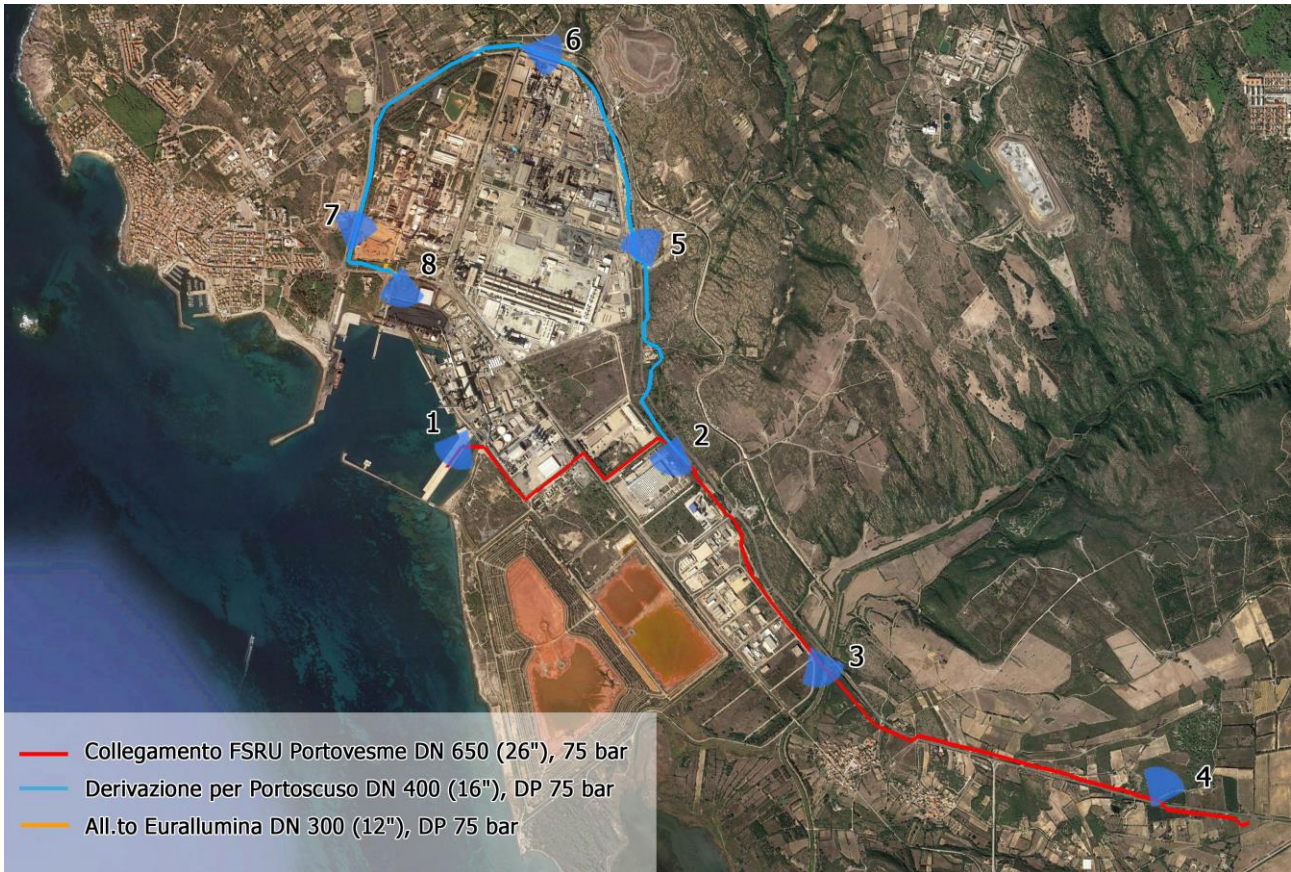 6
7
5
8
1
2
3
4
Collegamento FSRU Portovesme DN 650 (26"), 75 bar
Derivazione per Portoscuso DN 400 (16"), DP 75 bar
All.to Eurallumina DN 300 (12"), DP 75 bar